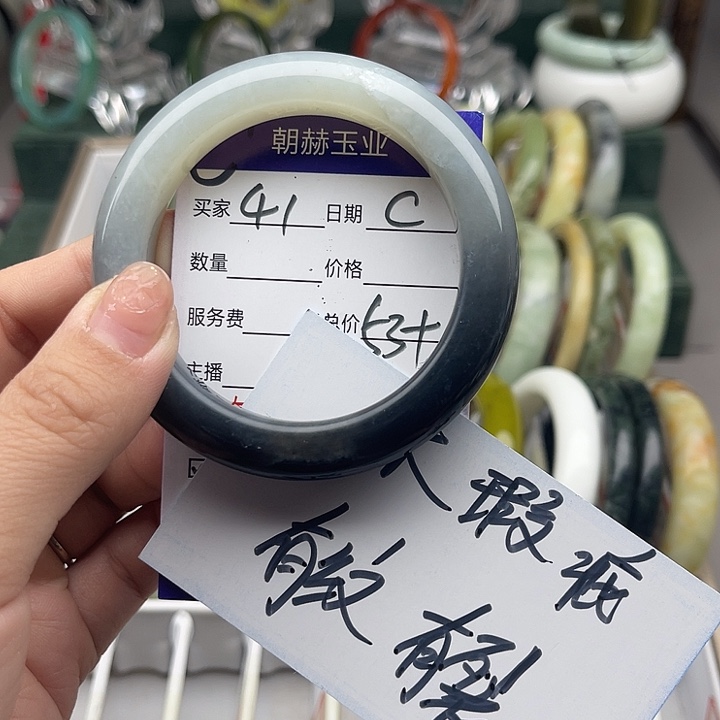 朝赫玉业
买家 41 日期 C
数量 价格
服务费 总价 53+
主播
大瑕疵
有纹
有裂